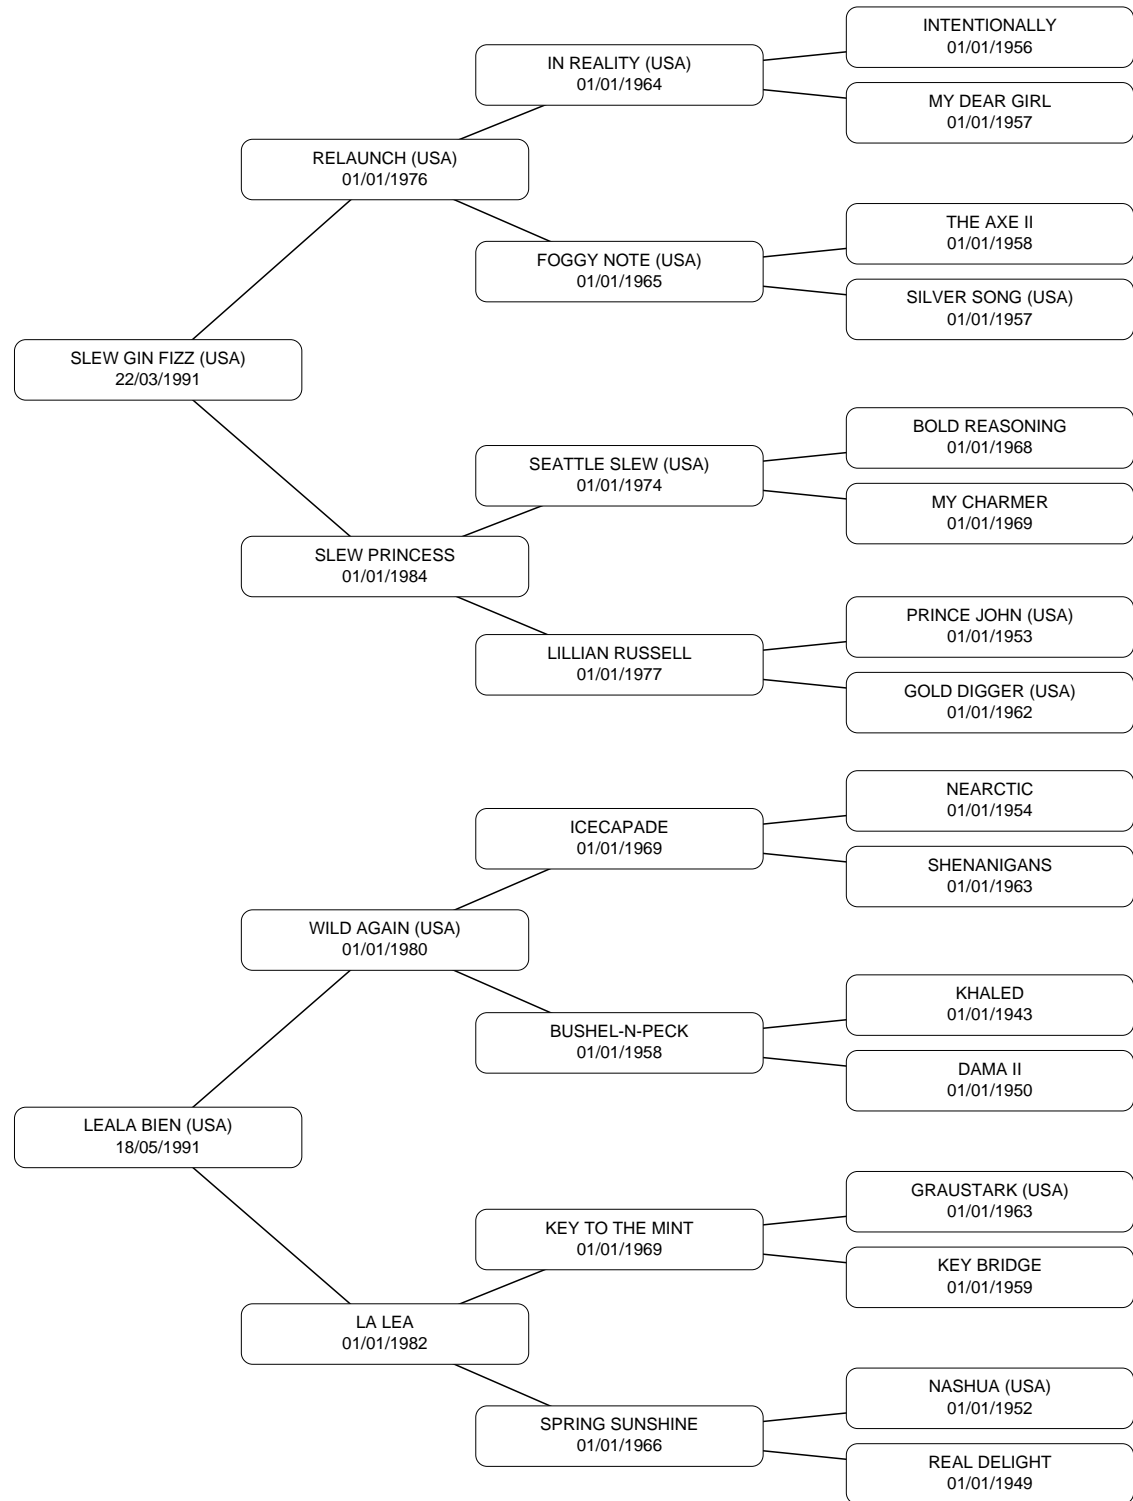 INTENTIONALLY
01/01/1956
IN REALITY (USA)
01/01/1964
MY DEAR GIRL
01/01/1957
RELAUNCH (USA)
01/01/1976
THE AXE II
01/01/1958
FOGGY NOTE (USA)
01/01/1965
SILVER SONG (USA)
01/01/1957
SLEW GIN FIZZ (USA)
22/03/1991
BOLD REASONING
01/01/1968
SEATTLE SLEW (USA)
01/01/1974
MY CHARMER
01/01/1969
SLEW PRINCESS
01/01/1984
PRINCE JOHN (USA)
01/01/1953
LILLIAN RUSSELL
01/01/1977
GOLD DIGGER (USA)
01/01/1962
NEARCTIC
01/01/1954
ICECAPADE
01/01/1969
SHENANIGANS
01/01/1963
WILD AGAIN (USA)
01/01/1980
KHALED
01/01/1943
BUSHEL-N-PECK
01/01/1958
DAMA II
01/01/1950
LEALA BIEN (USA)
18/05/1991
GRAUSTARK (USA)
01/01/1963
KEY TO THE MINT
01/01/1969
KEY BRIDGE
01/01/1959
LA LEA
01/01/1982
NASHUA (USA)
01/01/1952
SPRING SUNSHINE
01/01/1966
REAL DELIGHT
01/01/1949